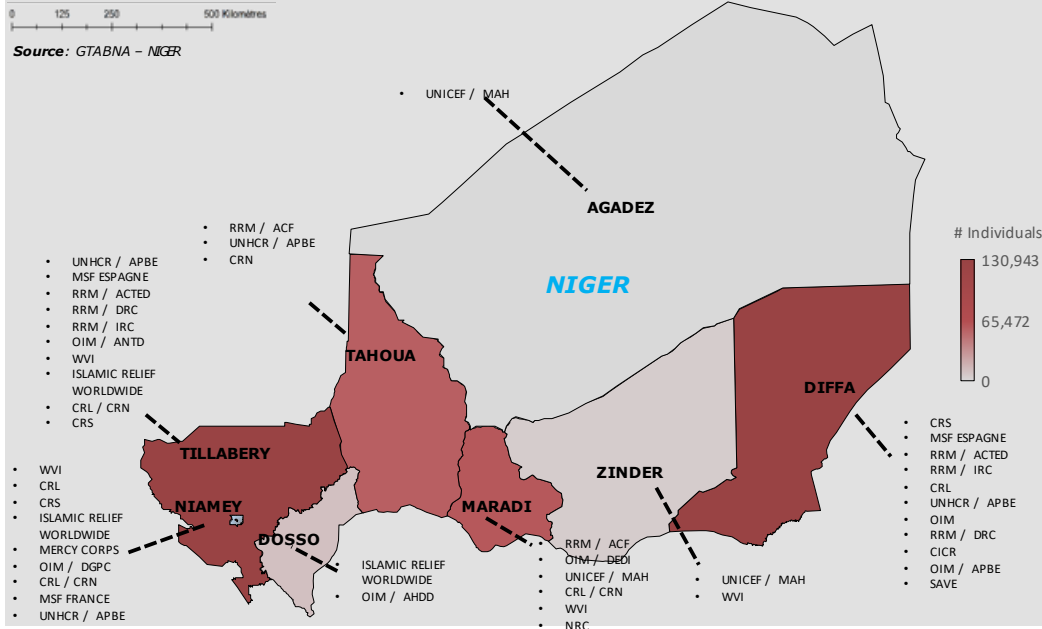 0 125 250 500 Kilomètres
Source: GTABNA – NIGER
• UNICEF / MAH
AGADEZ
NIGER
• RRM / ACF
• UNHCR / APBE
• CRN
TAHOUA
• UNHCR / APBE
• MSF ESPAGNE
• RRM / ACTED
• RRM / DRC
• RRM / IRC
• OIM / ANTD
• WVI
• ISLAMIC RELIEF
WORLDWIDE
• CRL / CRN
• CRS
TILLABERY
NIAMEY
• WVI
• CRL
• CRS
• ISLAMIC RELIEF
WORLDWIDE
• MERCY CORPS
• OIM / DGPC
• CRL / CRN
• MSF FRANCE
• UNHCR / APBE
DOSSO
• ISLAMIC RELIEF
WORLDWIDE
• OIM / AHDD
MARADI
• RRM / ACF
• OIM / DEDI
• UNICEF / MAH
• CRL / CRN
• WVI
• NRC
ZINDER
• UNICEF / MAH
• WVI
DIFFA
• CRS
• MSF ESPAGNE
• RRM / ACTED
• RRM / IRC
• CRL
• UNHCR / APBE
• OIM
• RRM / DRC
• CICR
• OIM / APBE
• SAVE
# Individuals
130,943
65,472
0